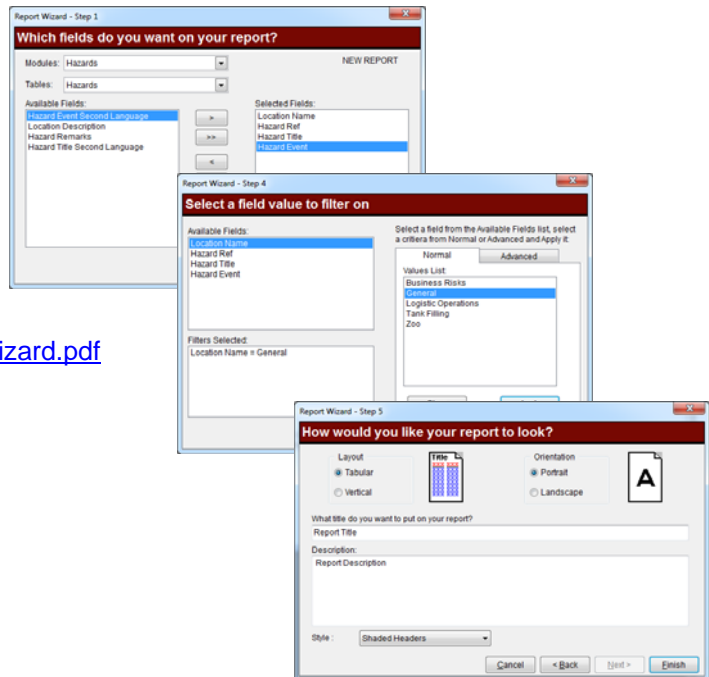 Report Wizard - Step 1
Which fields do you want on your report?
Modules: Hazards
NEW REPORT
Tables: Hazards
Available Fields:
Hazard Event Second Language
Location Description
Hazard Remarks
Hazard Title Second Language
>
>>
<
Selected Fields:
Location Name
Hazard Ref
Hazard Title
Hazard Event
Report Wizard - Step 4
Select a field value to filter on
Available Fields:
Location Name
Hazard Ref
Hazard Title
Hazard Event
Select a field from the Available Fields list, select
a critiera from Normal or Advanced and Apply it:
Normal Advanced
Values List:
Business Risks
General
Logistic Operations
Tank Filling
Zoo
Filters Selected:
Location Name = General
izard.pdf
Report Wizard - Step 5
How would you like your report to look?
Layout
Tabular
Vertical
Title
Orientation
Portrait
Landscape
A
What title do you want to put on your report?
Report Title
Description:
Report Description
Style : Shaded Headers
Cancel < Back Next > Finish